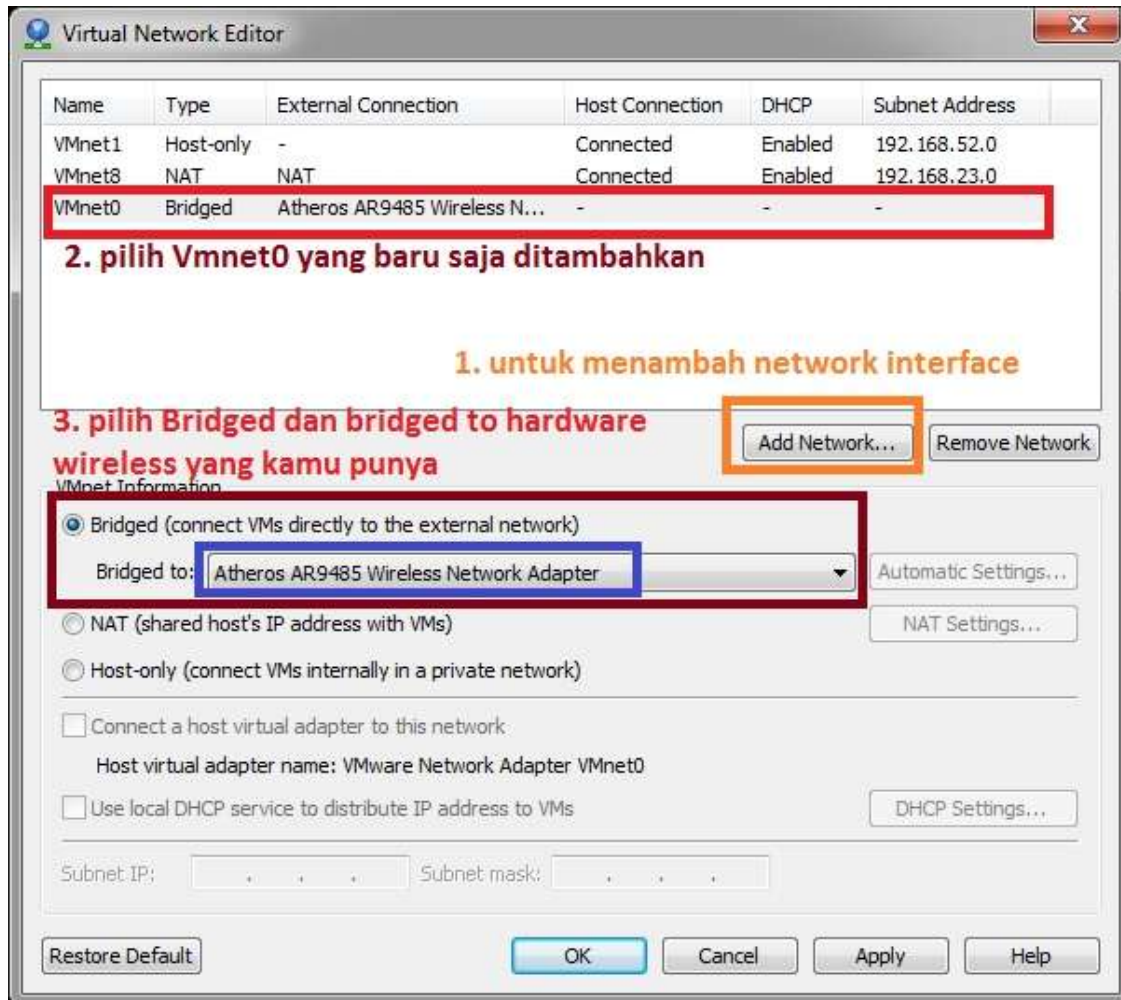 Virtual Network Editor
Name Type External Connection Host Connection DHCP Subnet Address
VMnet1 Host-only - Connected Enabled 192.168.52.0
VMnet8 NAT NAT Connected Enabled 192.168.23.0
VMnet0 Bridged Atheros AR9485 Wireless N... - - -
2. pilih Vmnet0 yang baru saja ditambahkan
1. untuk menambah network interface
3. pilih Bridged dan bridged to hardware
wireless yang kamu punya
Add Network... Remove Network
VMnet Information
Bridged (connect VMs directly to the external network)
Bridged to: Atheros AR9485 Wireless Network Adapter Automatic Settings...
NAT (shared host's IP address with VMs) NAT Settings...
Host-only (connect VMs internally in a private network)
Connect a host virtual adapter to this network
Host virtual adapter name: VMware Network Adapter VMnet0
Use local DHCP service to distribute IP address to VMs DHCP Settings...
Subnet IP: . . . Subnet mask: . . .
Restore Default OK Cancel Apply Help